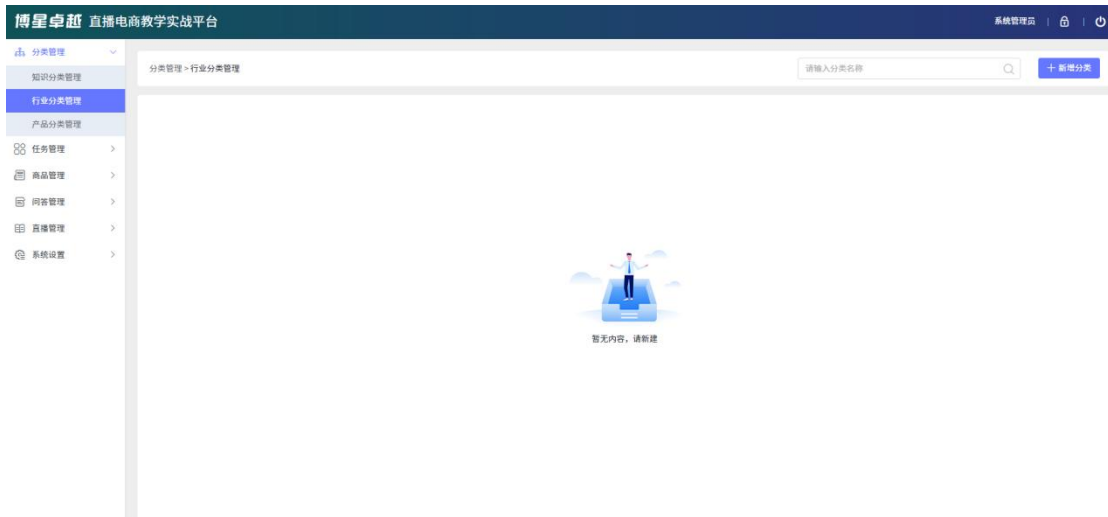 博星卓越 直播电商教学实战平台
系统管理员
分类管理
知识分类管理
行业分类管理
产品分类管理
任务管理
商品管理
问答管理
直播管理
系统设置
分类管理>行业分类管理
请输入分类名称
+ 新增分类
暂无内容，请新建